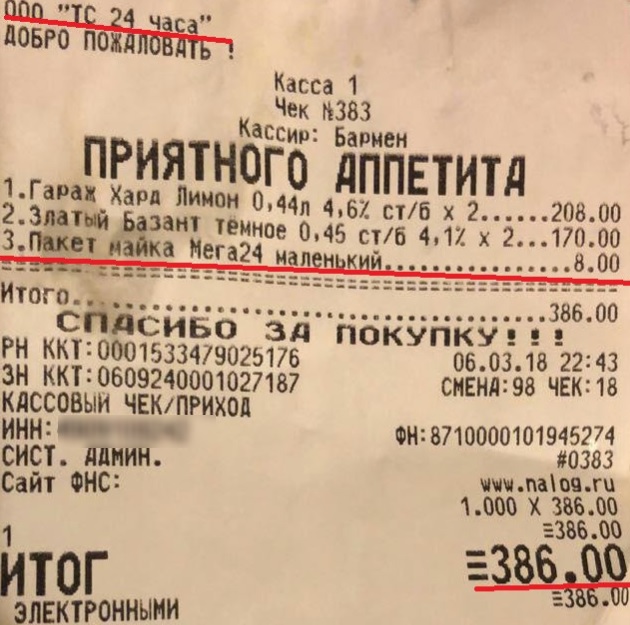 ООО "ТС 24 часа"
ДОБРО ПОЖАЛОВАТЬ !
Касса 1
Чек №383
Кассир: Бармен
ПРИЯТНОГО АППЕТИТА
1.Гараж Хард Лимон 0,44л 4,6% ст/б х 2......208.00
2.Златый Базант темное 0,45 ст/б 4,1% х 2...170.00
3.Пакет майка Мега24 маленький..............8.00
Итого.......................................386.00
СПАСИБО ЗА ПОКУПКУ!!!
РН ККТ:0001533479025176 06.03.18 22:43
ЗН ККТ:0609240001027187 СМЕНА:98 ЧЕК:18
КАССОВЫЙ ЧЕК/ПРИХОД
ИНН: ФН:8710000101945274
СИСТ. АДМИН. #0383
Сайт ФНС: www.nalog.ru
1.000 X 386.00
1 ≡386.00
ИТОГ ≡386.00
ЭЛЕКТРОННЫМИ ≡386.00